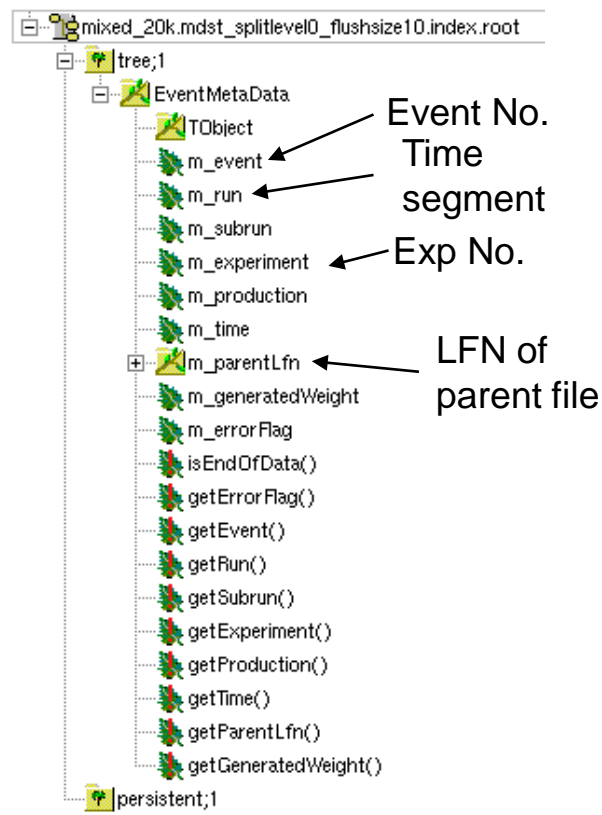 mixed_20k.mdst_splitlevel0_flushsize10.index.root
tree;1
EventMetaData
TObject
Event No.
m_event
Time
segment
m_run
m_subrun
Exp No.
m_experiment
m_production
m_time
LFN of
parent file
m_parentLfn
m_generatedWeight
m_errorFlag
isEndOfData()
getErrorFlag()
getEvent()
getRun()
getSubrun()
getExperiment()
getProduction()
getTime()
getParentLfn()
getGeneratedWeight()
persistent;1